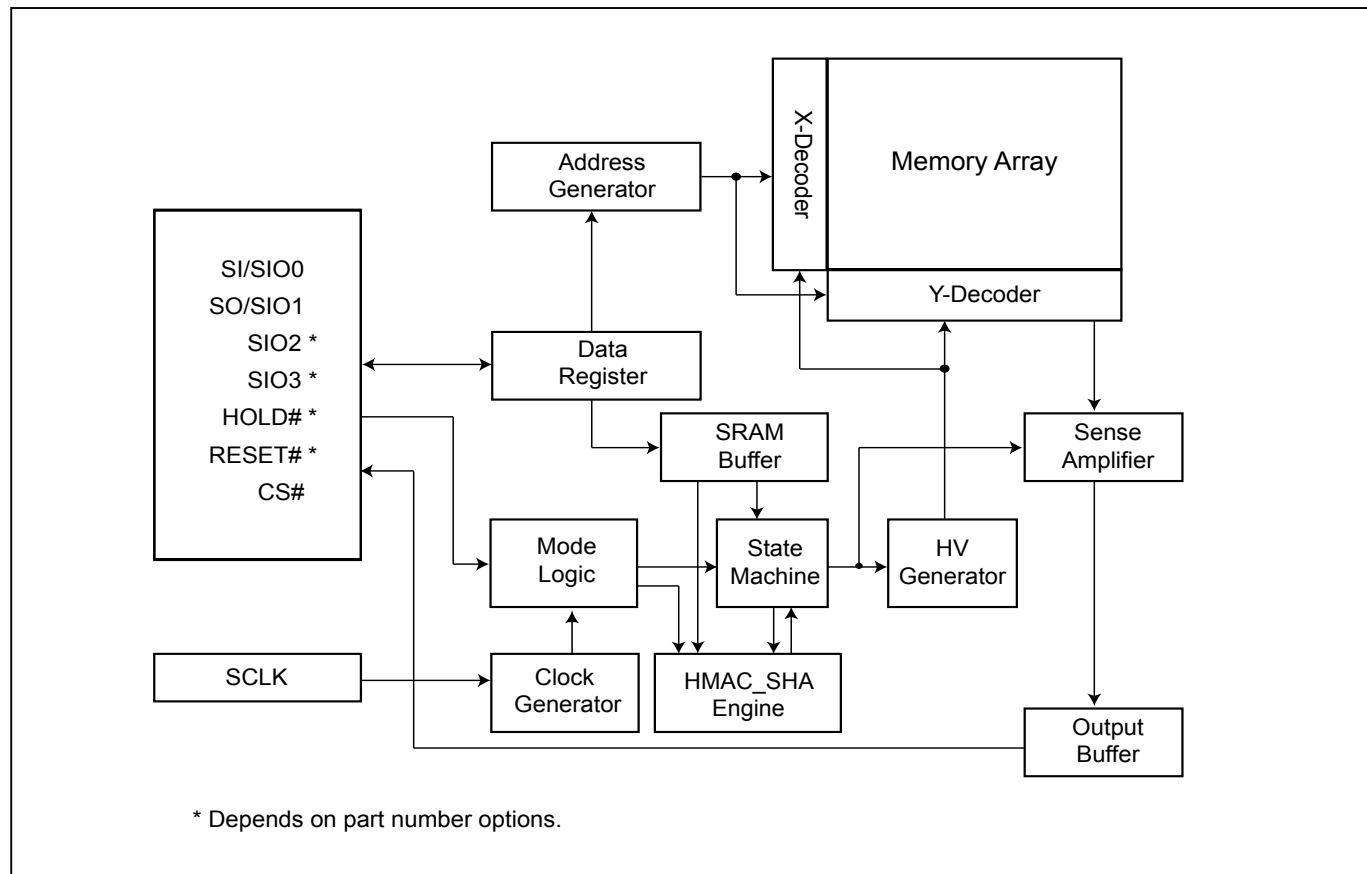 X-Decoder
Memory Array
Address
Generator
SI/SIO0
SO/SIO1
SIO2 *
SIO3 *
HOLD# *
RESET# *
CS#
Y-Decoder
Data
Register
SRAM
Buffer
Sense
Amplifier
Mode
Logic
State
Machine
HV
Generator
SCLK
Clock
Generator
HMAC_SHA
Engine
Output
Buffer
* Depends on part number options.